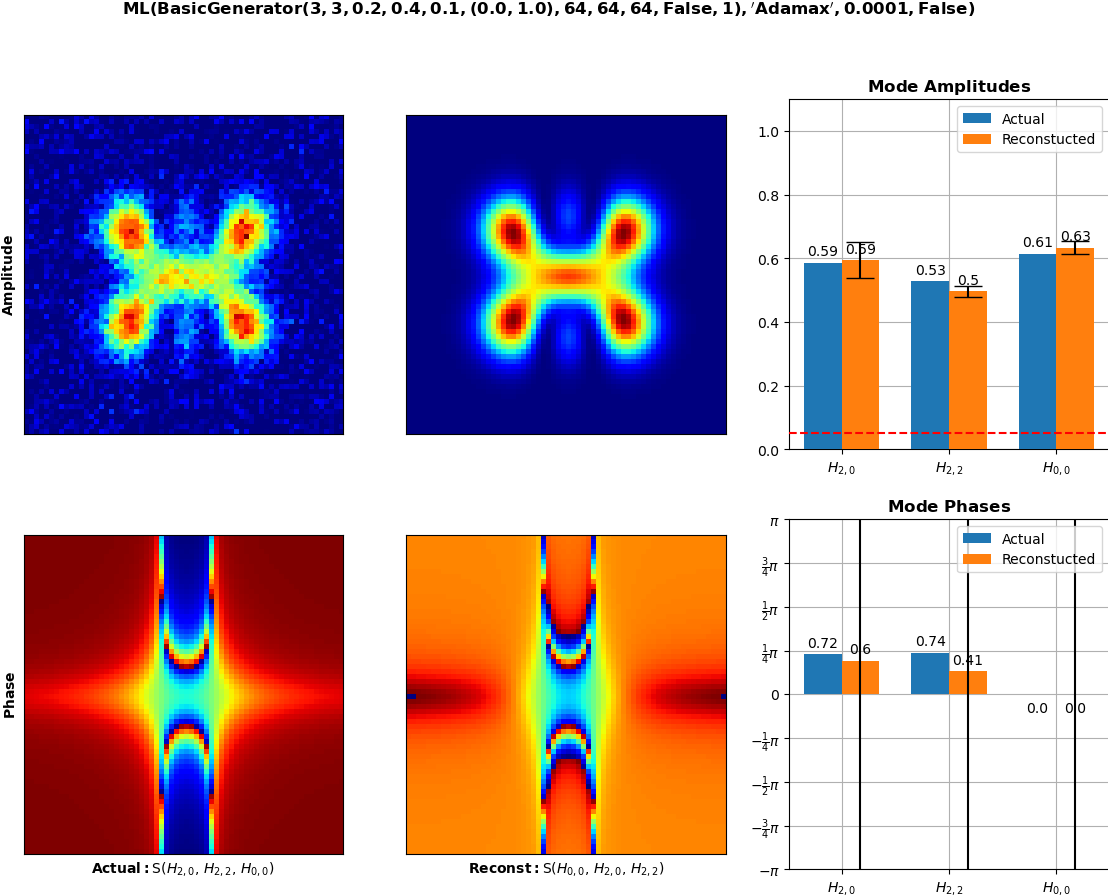 ML(BasicGenerator(3, 3, 0.2, 0.4, 0.1, (0.0, 1.0), 64, 64, 64, False, 1), ′Adamax′, 0.0001, False)
Amplitude
Mode Amplitudes
Actual
Reconstucted
1.0
0.8
0.6
0.4
0.2
0.0
0.59 0.59
0.53 0.5
0.61 0.63
H2, 0 H2, 2 H0, 0
Phase
Actual: S(H2, 0, H2, 2, H0, 0)
Reconst: S(H0, 0, H2, 0, H2, 2)
Mode Phases
Actual
Reconstucted
π
3/4π
1/2π
1/4π
0
−1/4π
−1/2π
−3/4π
−π
0.72 0.6
0.74 0.41
0.0 0.0
H2, 0 H2, 2 H0, 0